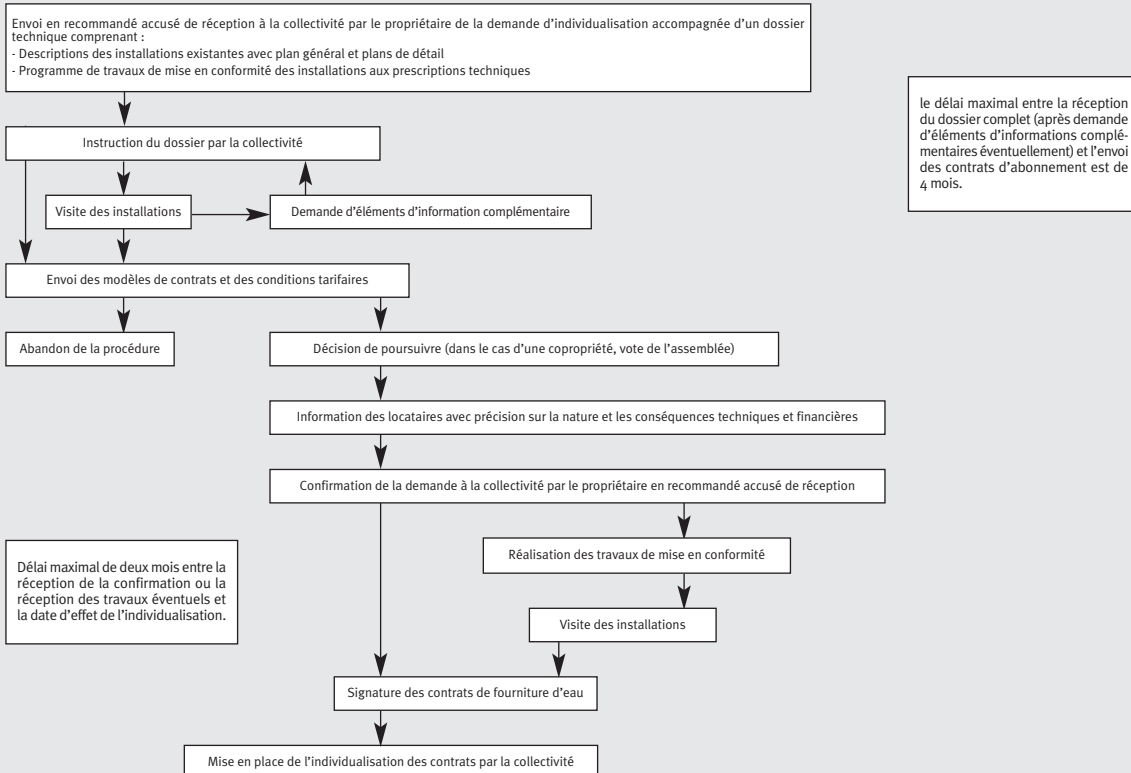 Envoi en recommandé accusé de réception à la collectivité par le propriétaire de la demande d'individualisation accompagnée d'un dossier
technique comprenant :
- Descriptions des installations existantes avec plan général et plans de détail
- Programme de travaux de mise en conformité des installations aux prescriptions techniques
le délai maximal entre la réception
du dossier complet (après demande
d'éléments d'informations complé-
mentaires éventuellement) et l'envoi
des contrats d'abonnement est de
4 mois.
Instruction du dossier par la collectivité
Visite des installations
Demande d'éléments d'information complémentaire
Envoi des modèles de contrats et des conditions tarifaires
Abandon de la procédure
Décision de poursuivre (dans le cas d'une copropriété, vote de l'assemblée)
Information des locataires avec précision sur la nature et les conséquences techniques et financières
Confirmation de la demande à la collectivité par le propriétaire en recommandé accusé de réception
Réalisation des travaux de mise en conformité
Délai maximal de deux mois entre la
réception de la confirmation ou la
réception des travaux éventuels et
la date d'effet de l'individualisation.
Visite des installations
Signature des contrats de fourniture d'eau
Mise en place de l'individualisation des contrats par la collectivité